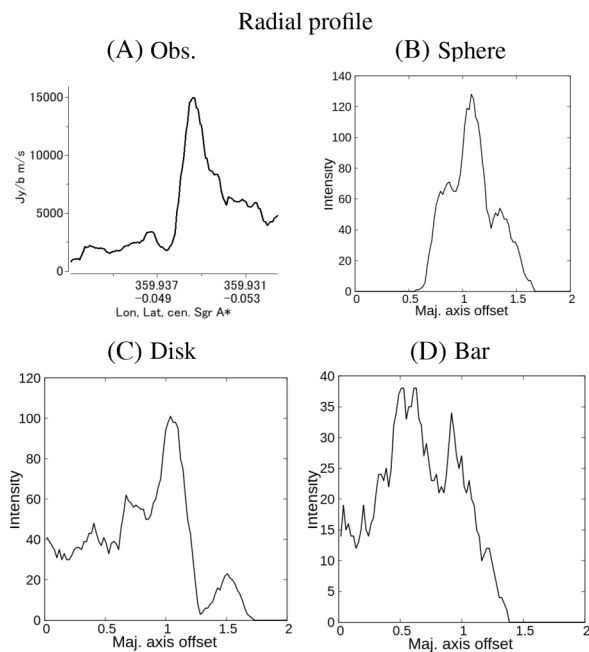 Radial profile
(A) Obs.
(B) Sphere
15000
10000
5000
0
Jy/b m/s
359.937
-0.049
359.931
-0.053
Lon, Lat, cen. Sgr A*
140
120
100
80
60
40
20
0
Intensity
0 0.5 1 1.5 2
Maj. axis offset
(C) Disk
(D) Bar
120
100
80
60
40
20
0
Intensity
0 0.5 1 1.5 2
Maj. axis offset
40
35
30
25
20
15
10
5
0
Intensity
0 0.5 1 1.5 2
Maj. axis offset